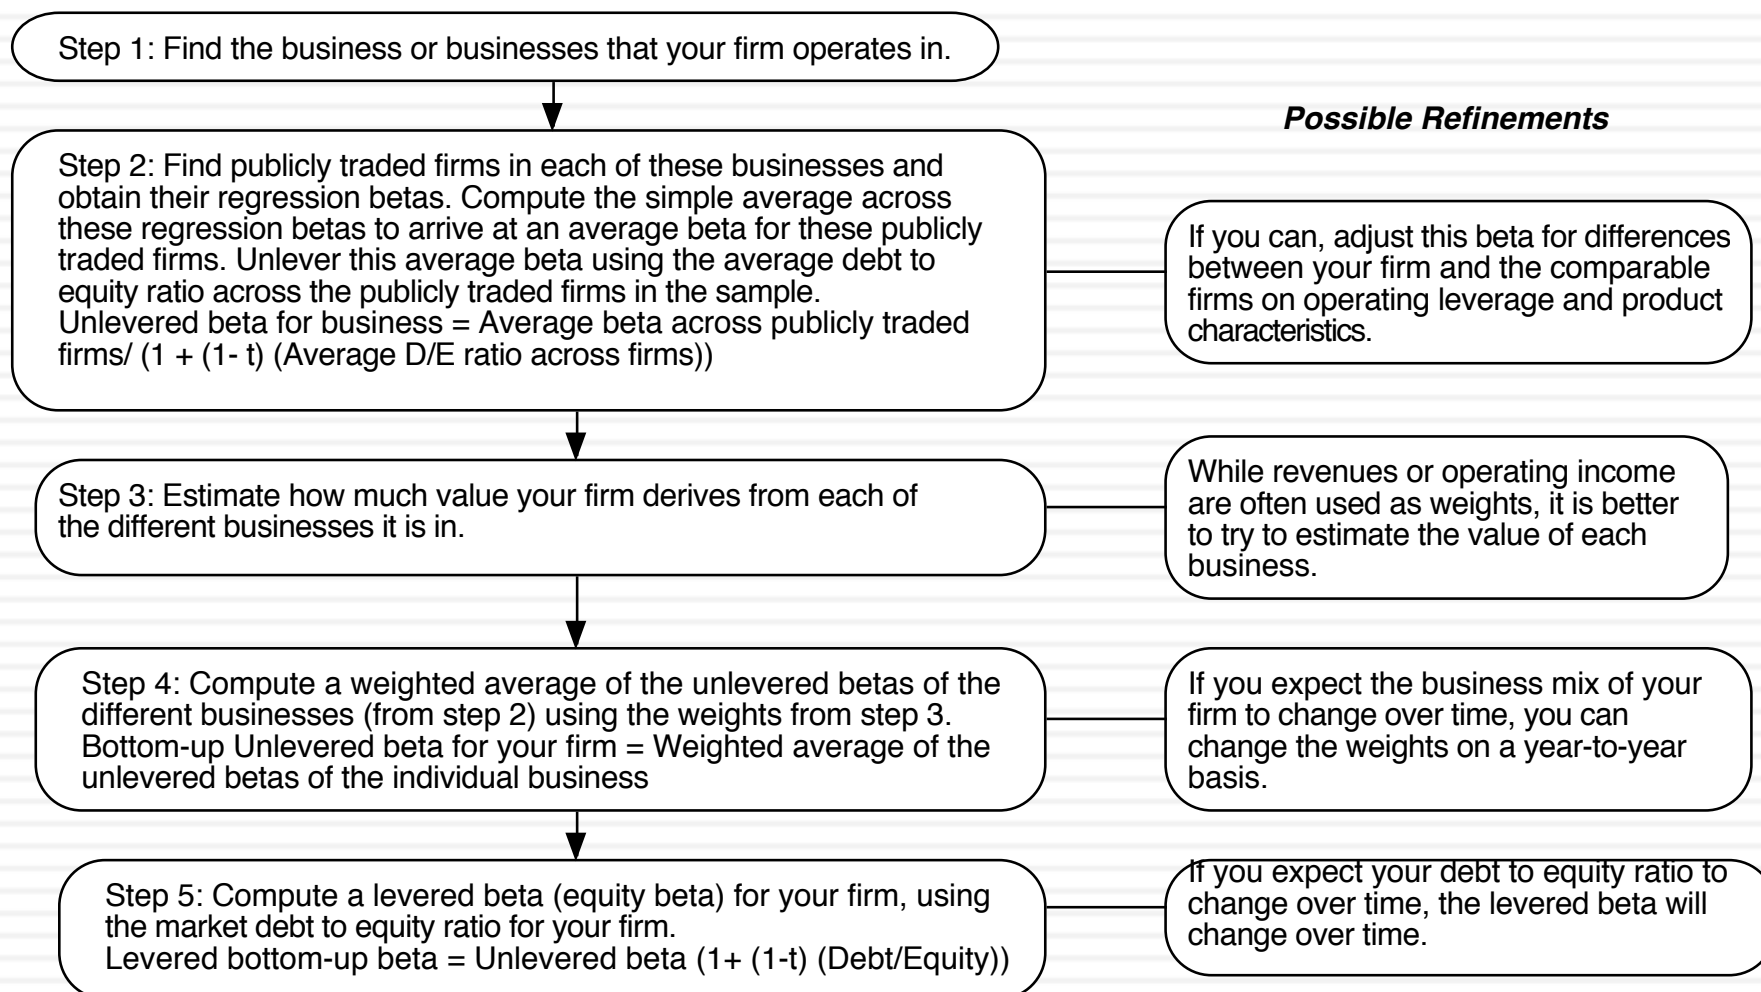 Step 1: Find the business or businesses that your firm operates in.
Possible Refinements
Step 2: Find publicly traded firms in each of these businesses and
obtain their regression betas. Compute the simple average across
these regression betas to arrive at an average beta for these publicly
traded firms. Unlever this average beta using the average debt to
equity ratio across the publicly traded firms in the sample.
Unlevered beta for business = Average beta across publicly traded
firms/ (1 + (1- t) (Average D/E ratio across firms))
If you can, adjust this beta for differences
between your firm and the comparable
firms on operating leverage and product
characteristics.
Step 3: Estimate how much value your firm derives from each of
the different businesses it is in.
While revenues or operating income
are often used as weights, it is better
to try to estimate the value of each
business.
Step 4: Compute a weighted average of the unlevered betas of the
different businesses (from step 2) using the weights from step 3.
Bottom-up Unlevered beta for your firm = Weighted average of the
unlevered betas of the individual business
If you expect the business mix of your
firm to change over time, you can
change the weights on a year-to-year
basis.
Step 5: Compute a levered beta (equity beta) for your firm, using
the market debt to equity ratio for your firm.
Levered bottom-up beta = Unlevered beta (1+ (1-t) (Debt/Equity))
If you expect your debt to equity ratio to
change over time, the levered beta will
change over time.